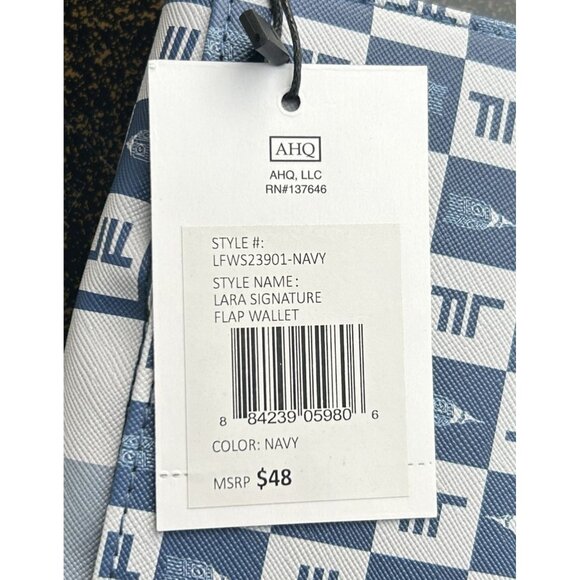 AHQ
AHQ, LLC
RN#137646
STYLE #:
LFWS23901-NAVY
STYLE NAME:
LARA SIGNATURE
FLAP WALLET
8 84239 05980 6
COLOR: NAVY
MSRP $48